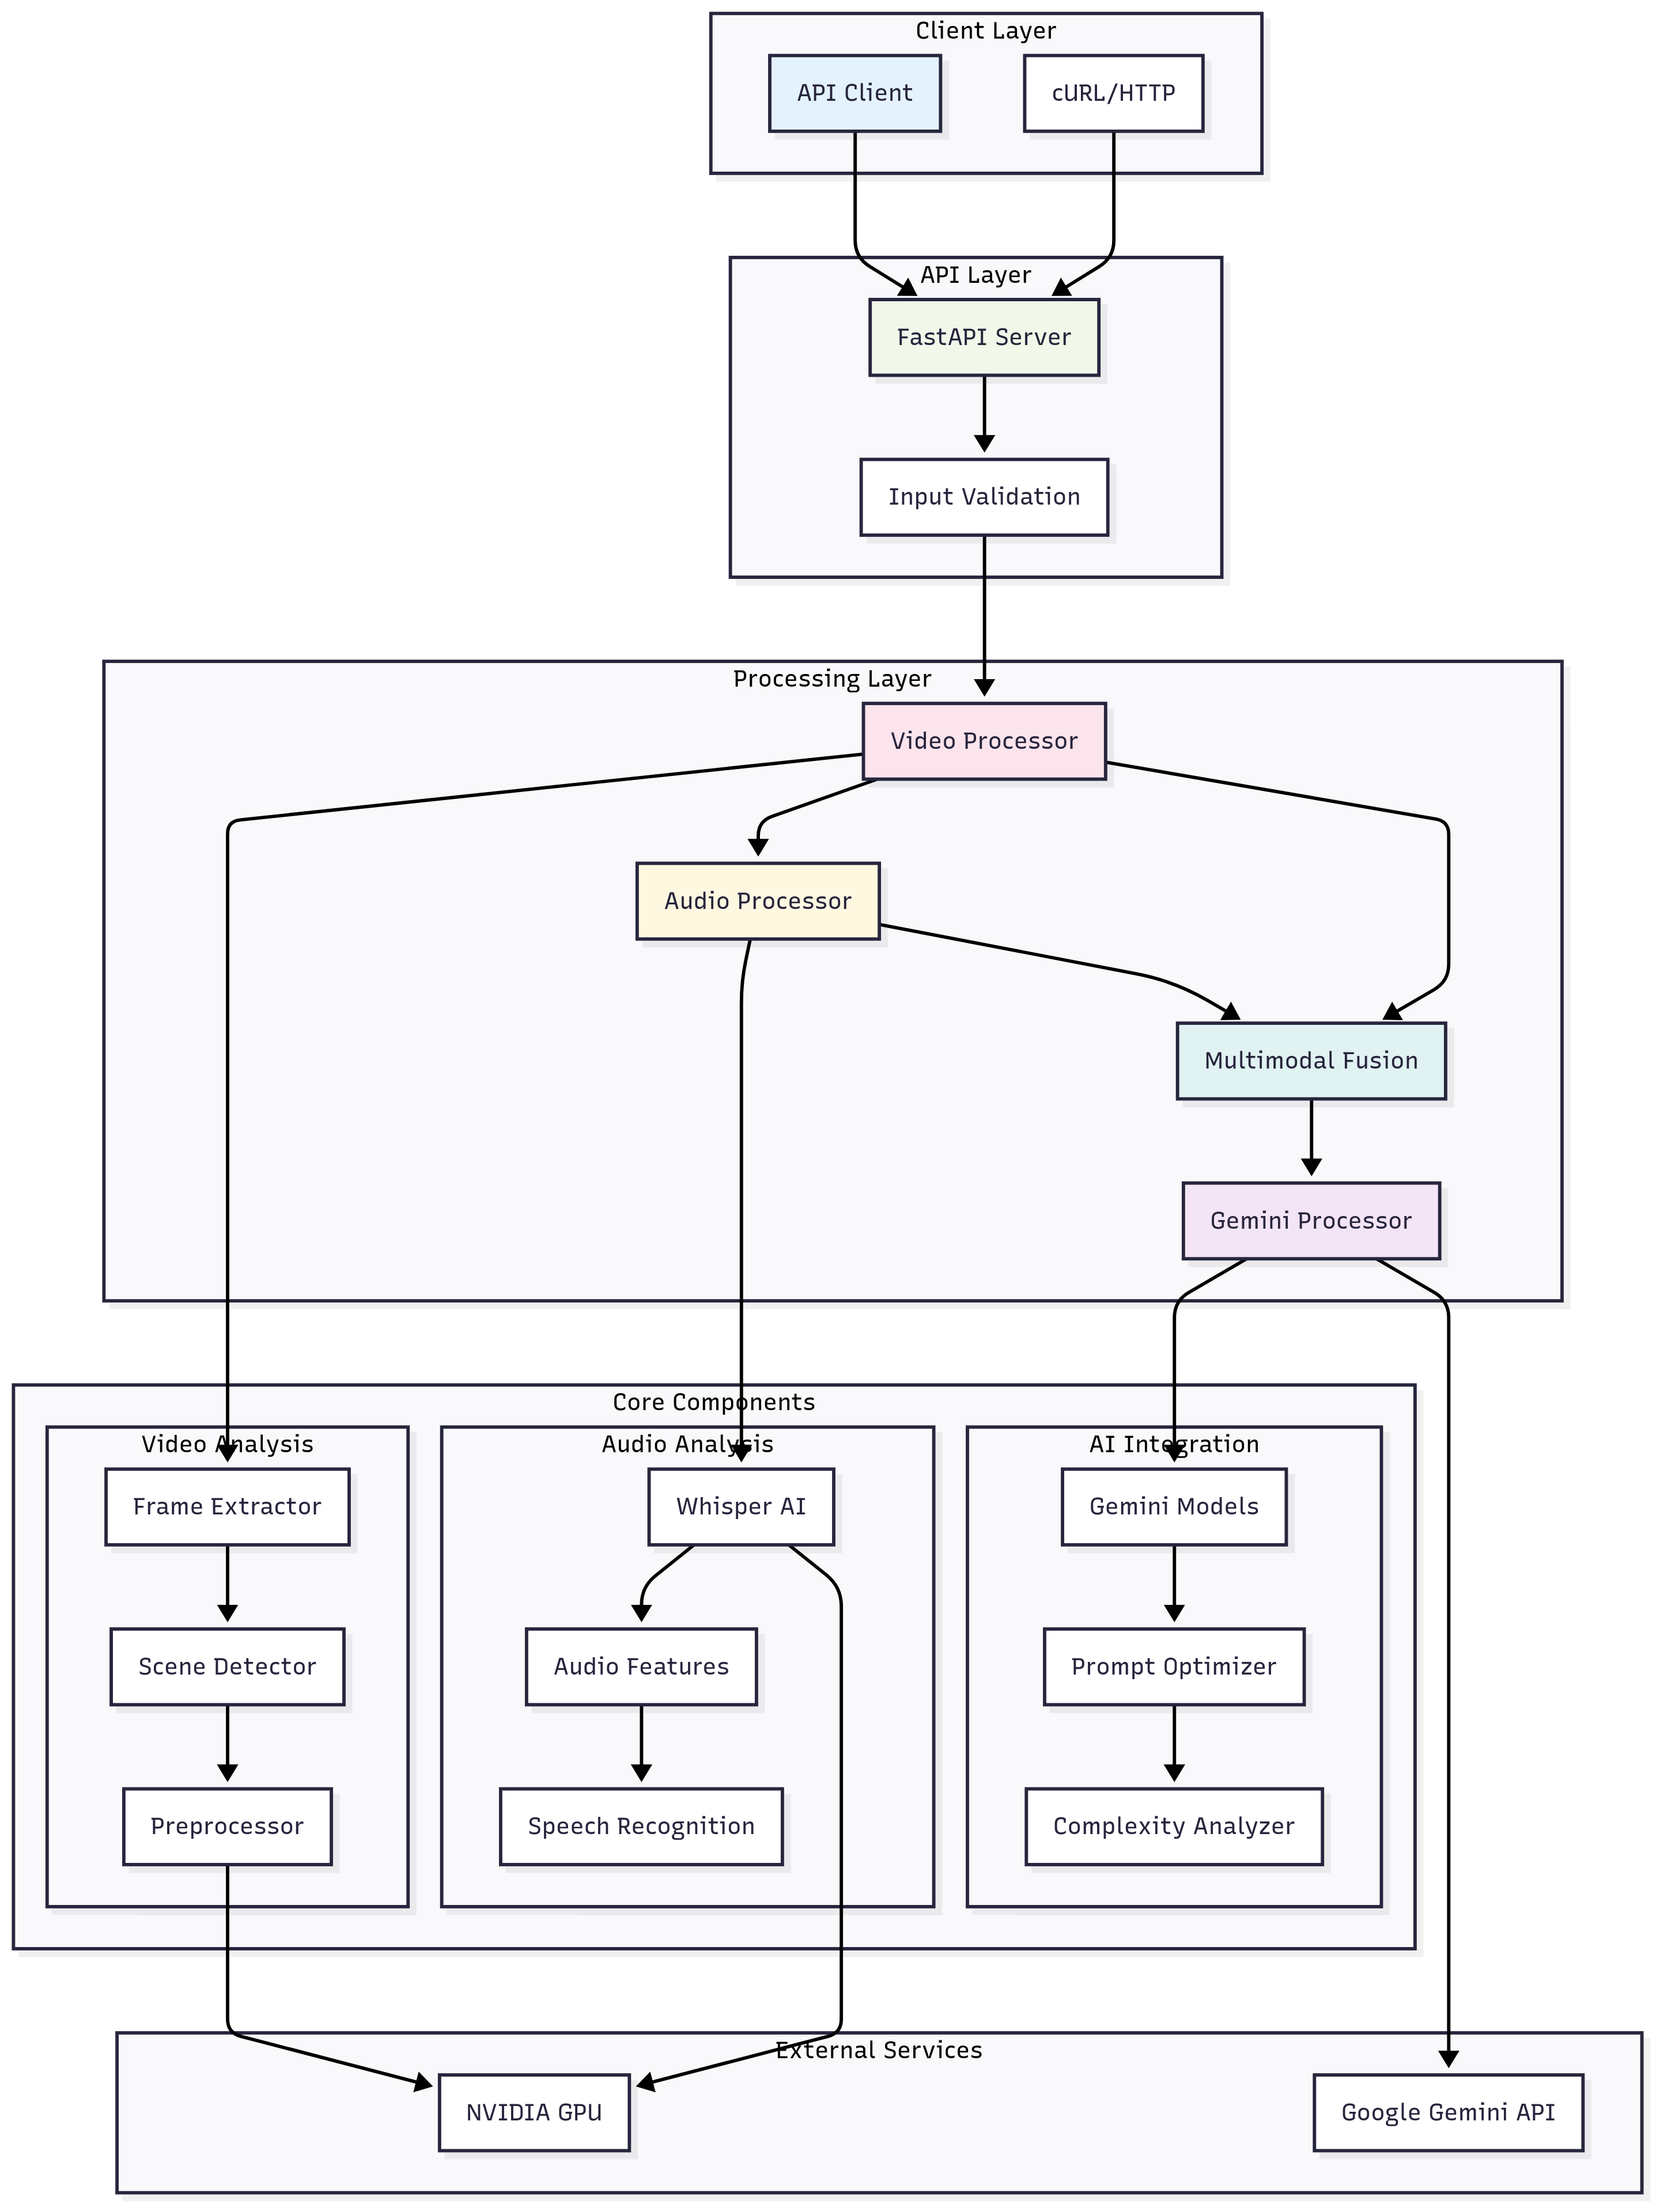 Client Layer
API Client
cURL/HTTP
API Layer
FastAPI Server
Input Validation
Processing Layer
Video Processor
Audio Processor
Multimodal Fusion
Gemini Processor
Core Components
Video Analysis
Audio Analysis
AI Integration
Frame Extractor
Whisper AI
Gemini Models
Scene Detector
Audio Features
Prompt Optimizer
Preprocessor
Speech Recognition
Complexity Analyzer
External Services
NVIDIA GPU
Google Gemini API